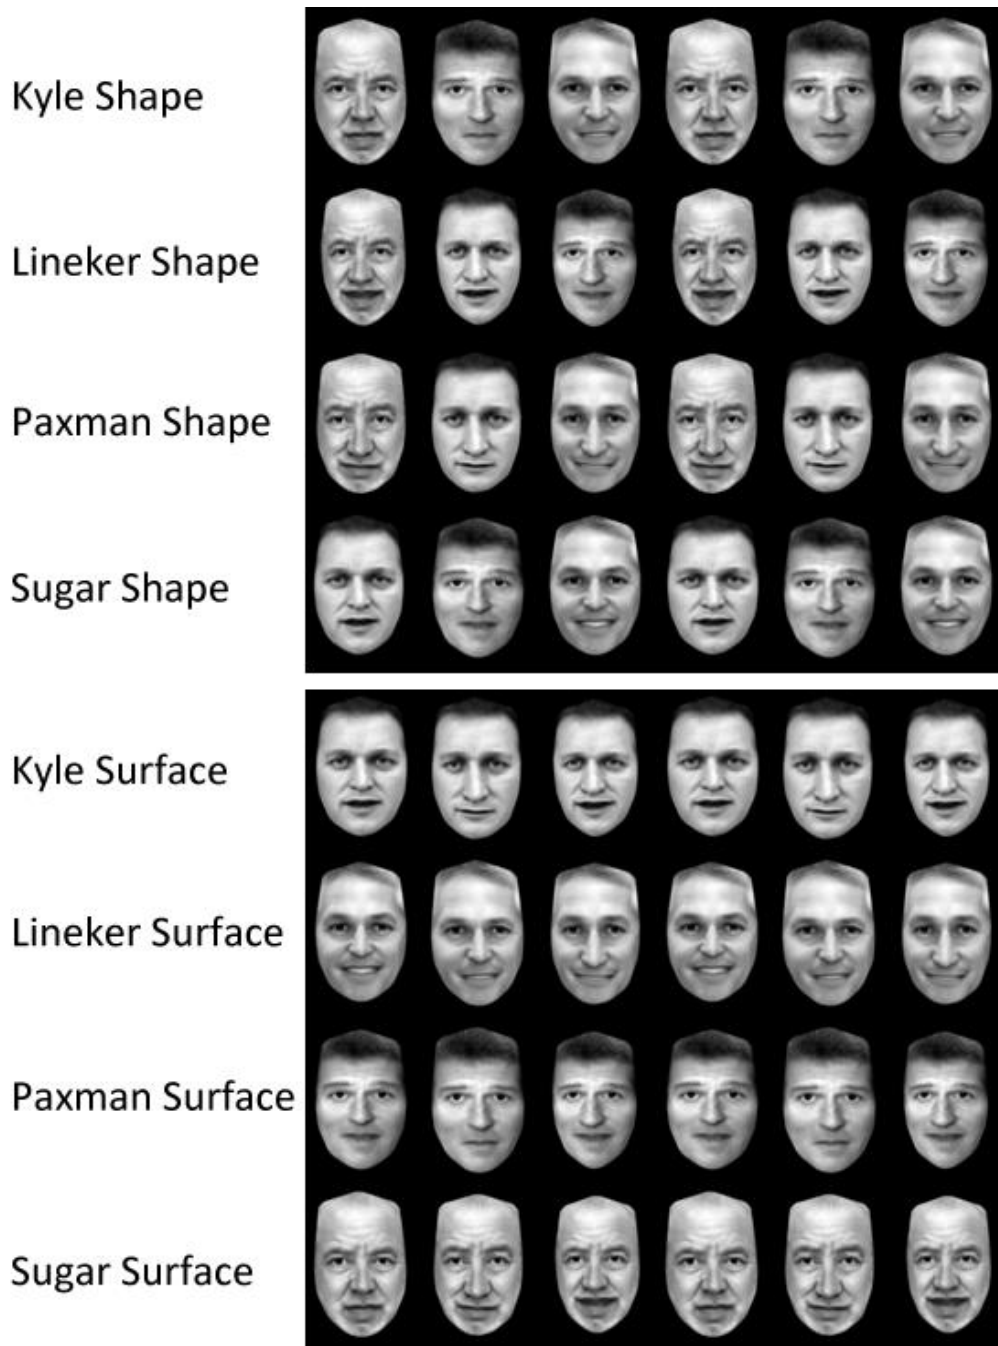 Kyle Shape
Lineker Shape
Paxman Shape
Sugar Shape
Kyle Surface
Lineker Surface
Paxman Surface
Sugar Surface